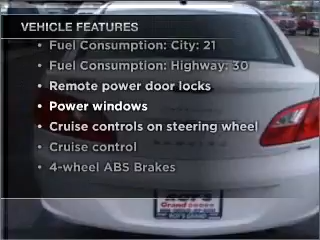 VEHICLE FEATURES
• Fuel Consumption: City: 21
• Fuel Consumption: Highway: 30
• Remote power door locks
• Power windows
• Cruise controls on steering wheel
• Cruise control
• 4-wheel ABS Brakes